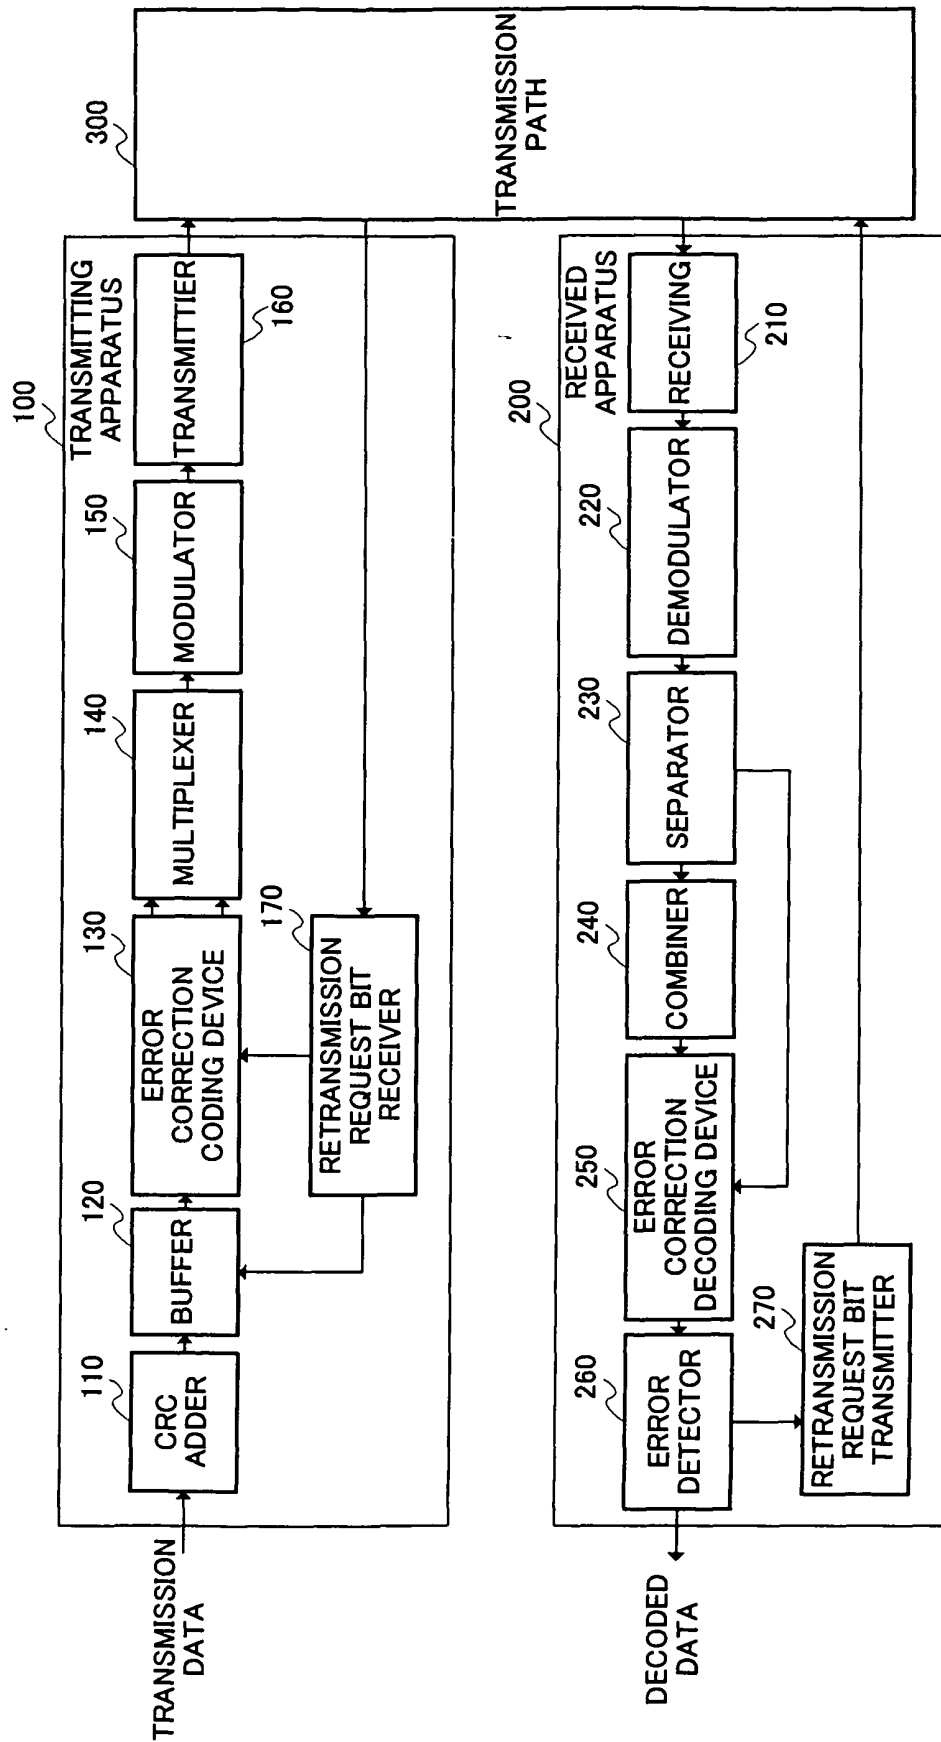 100
TRANSMITTING
APPARATUS
TRANSMISSION
DATA
110
CRC
ADDER
120
BUFFER
130
ERROR
CORRECTION
CODING DEVICE
140
MULTIPLEXER
150
MODULATOR
TRANSMITTIER
160
170
RETRANSMISSION
REQUEST BIT
RECEIVER
300
TRANSMISSION
PATH
200
RECEIVED
APPARATUS
RECEIVING
210
220
DEMODULATOR
230
SEPARATOR
240
COMBINER
250
ERROR
CORRECTION
DECODING DEVICE
260
ERROR
DETECTOR
270
RETRANSMISSION
REQUEST BIT
TRANSMITTER
DECODED
DATA